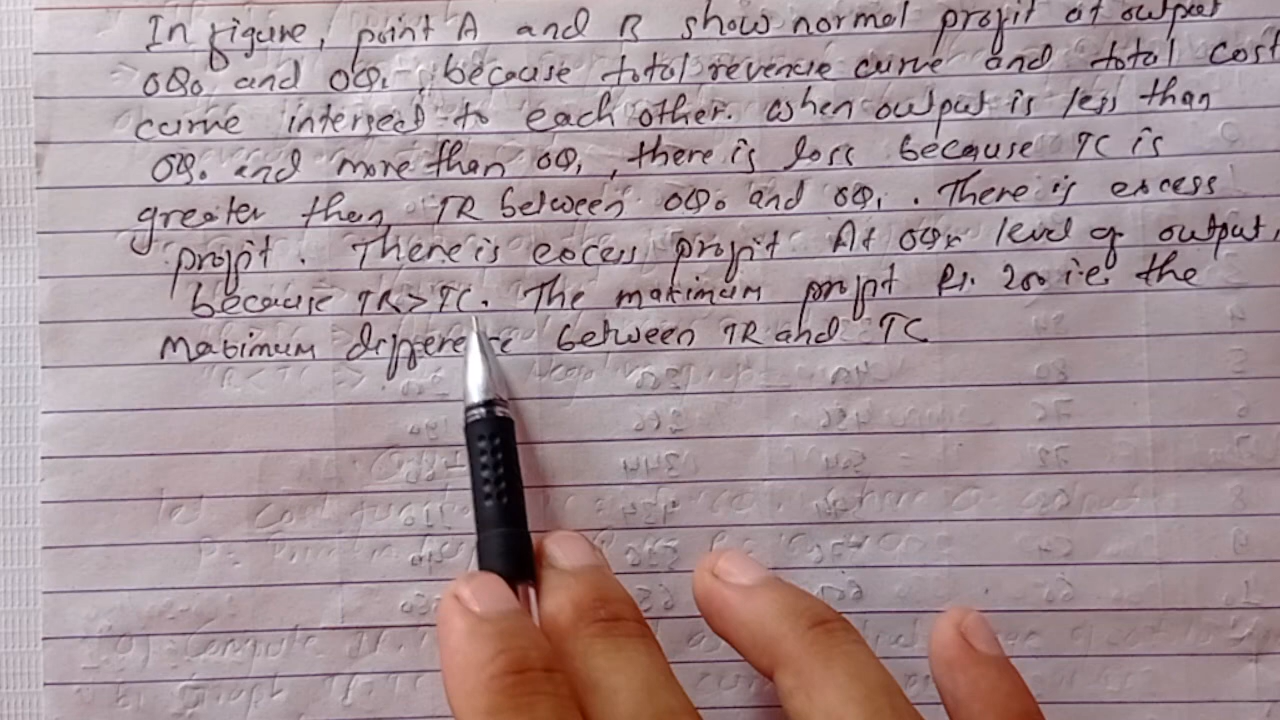 In figure, point A and B show normal profit at output
OQ₀ and OQ₁, because total revenue curve and total cost
curve intersect to each other. when output is less than
OQ₀ and more than OQ₁, there is loss because TC is
greater then TR between OQ₀ and OQ₁. There is excess
profit. There is excess profit At OQₓ level of output,
because TR>TC. The maximum profit Rs. 200 i.e. the
maximum difference between TR and TC